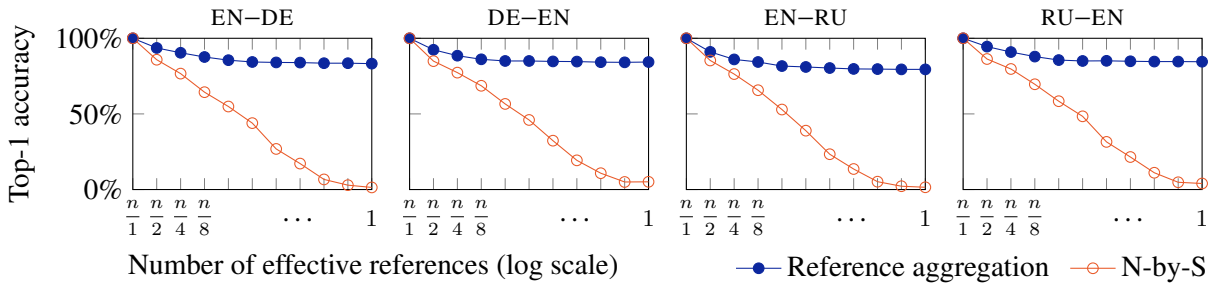 EN–DE DE–EN EN–RU RU–EN
Top-1 accuracy
100%
50%
0%
n/1 n/2 n/4 n/8 ... 1 n/1 n/2 n/4 n/8 ... 1 n/1 n/2 n/4 n/8 ... 1 n/1 n/2 n/4 n/8 ... 1
Number of effective references (log scale) Reference aggregation N-by-S